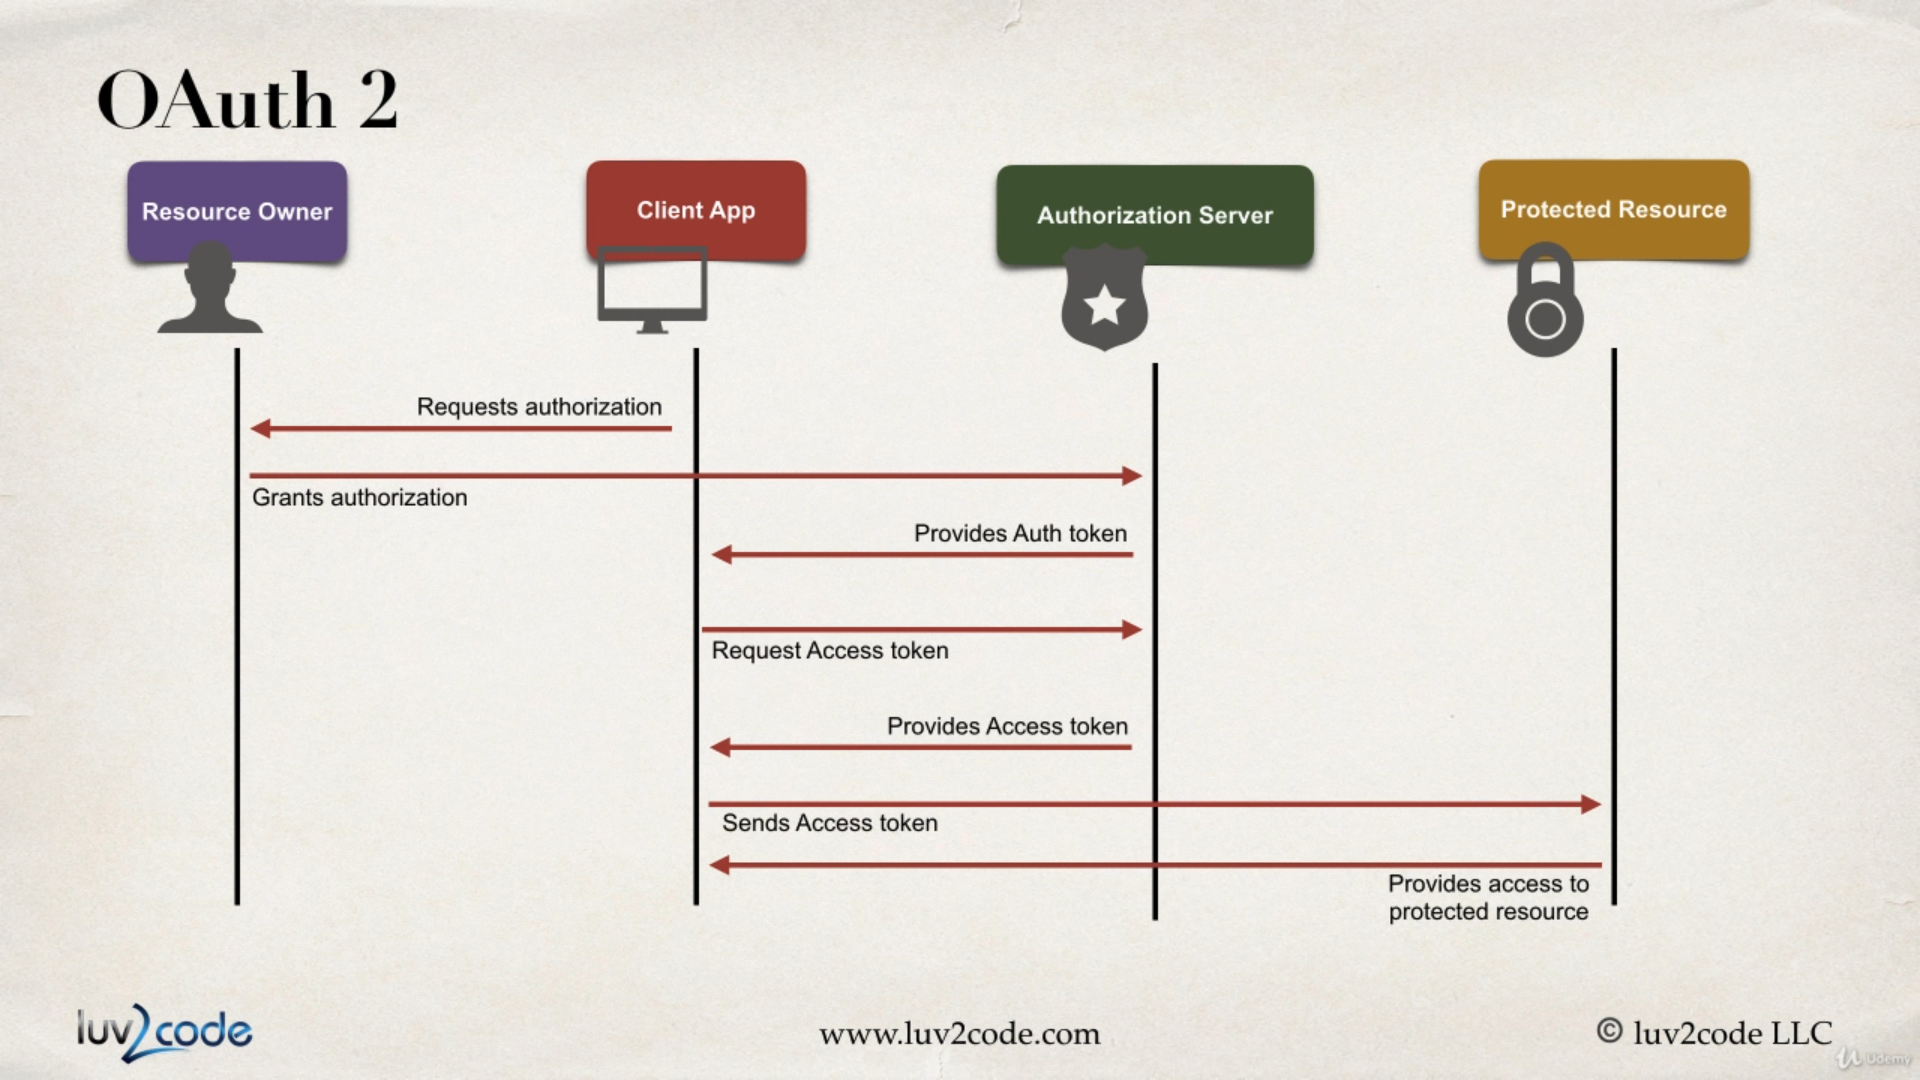 OAuth 2
Resource Owner
Client App
Authorization Server
Protected Resource
Requests authorization
Grants authorization
Provides Auth token
Request Access token
Provides Access token
Sends Access token
Provides access to
protected resource
luv2code
www.luv2code.com
© luv2code LLC
Udemy